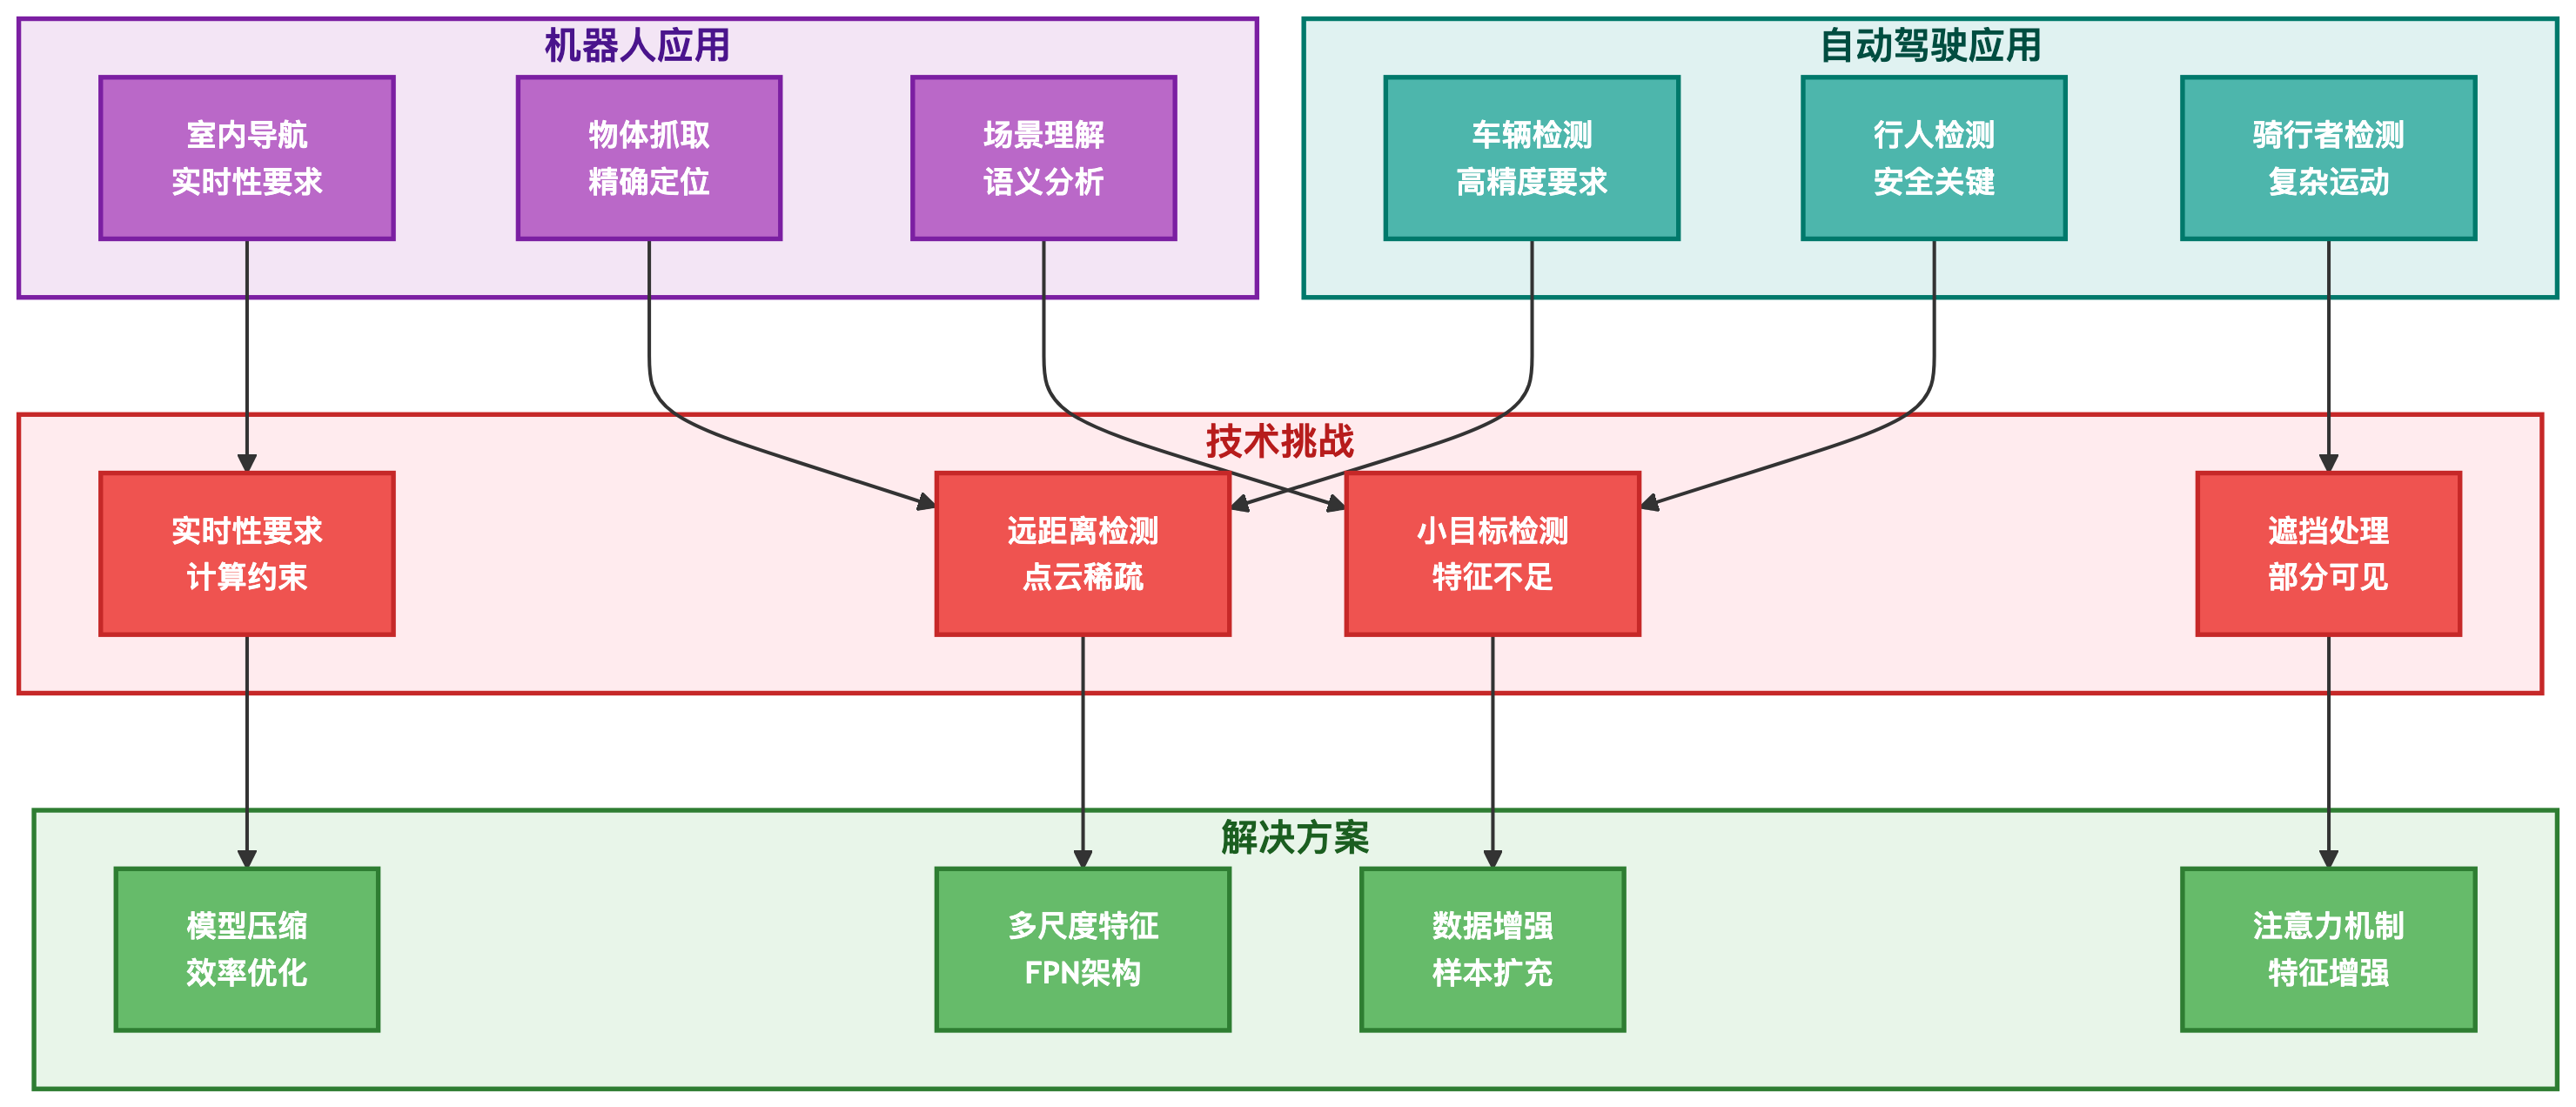 机器人应用
室内导航
实时性要求
物体抓取
精确定位
场景理解
语义分析
自动驾驶应用
车辆检测
高精度要求
行人检测
安全关键
骑行者检测
复杂运动
技术挑战
实时性要求
计算约束
远距离检测
点云稀疏
小目标检测
特征不足
遮挡处理
部分可见
解决方案
模型压缩
效率优化
多尺度特征
FPN架构
数据增强
样本扩充
注意力机制
特征增强